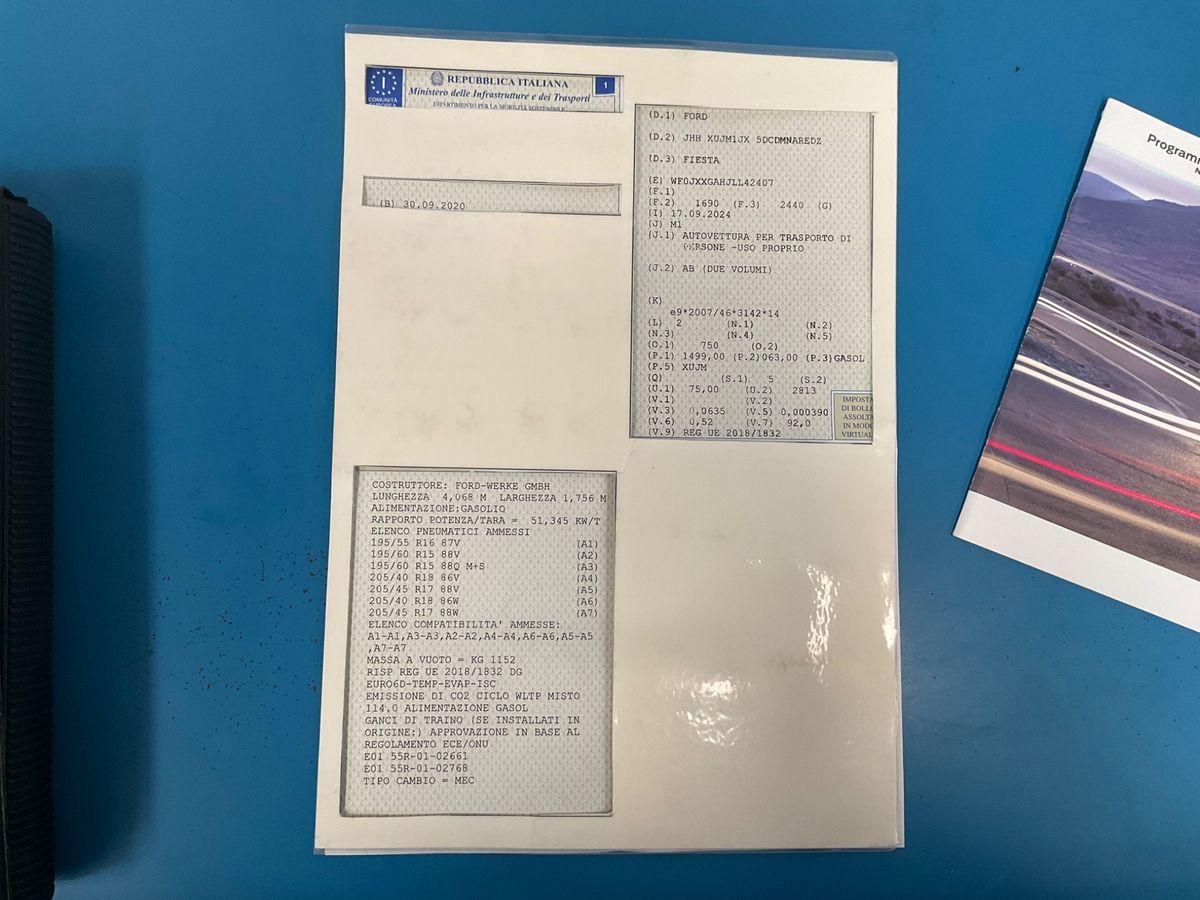 I
COMUNITÀ
EUROPEA
REPUBBLICA ITALIANA
1
Ministero delle Infrastrutture e dei Trasporti
DIPARTIMENTO PER LA MOBILITÀ SOSTENIBILE
(B) 30.09.2020
(D.1) FORD
(D.2) JHH XUJM1JX 5DCDMNAREDZ
(D.3) FIESTA
(E) WF0JXXGAHJLL42407
(F.1)
(F.2) 1690 (F.3) 2440 (G)
(I) 17.09.2024
(J) M1
(J.1) AUTOVETTURA PER TRASPORTO DI
PERSONE -USO PROPRIO
(J.2) AB (DUE VOLUMI)
(K)
e9*2007/46*3142*14
(L) 2 (N.1) (N.2)
(N.3) (N.4) (N.5)
(O.1) 750 (O.2)
(P.1) 1499,00 (P.2)063,00 (P.3)GASOL
(P.5) XUJM
(Q) (S.1) 5 (S.2)
(U.1) 75,00 (U.2) 2813
(V.1) (V.2)
(V.3) 0,0635 (V.5) 0,000390
(V.6) 0,52 (V.7) 92,0
(V.9) REG UE 2018/1832
IMPOSTA
DI BOLLO
ASSOLTA
IN MODO
VIRTUAL
COSTRUTTORE: FORD-WERKE GMBH
LUNGHEZZA 4,068 M LARGHEZZA 1,756 M
ALIMENTAZIONE:GASOLIO
RAPPORTO POTENZA/TARA = 51,345 KW/T
ELENCO PNEUMATICI AMMESSI
195/55 R16 87V (A1)
195/60 R15 88V (A2)
195/60 R15 88Q M+S (A3)
205/40 R18 86V (A4)
205/45 R17 88V (A5)
205/40 R18 86W (A6)
205/45 R17 88W (A7)
ELENCO COMPATIBILITA' AMMESSE:
A1-A1,A3-A3,A2-A2,A4-A4,A6-A6,A5-A5
,A7-A7
MASSA A VUOTO = KG 1152
RISP REG UE 2018/1832 DG
EURO6D-TEMP-EVAP-ISC
EMISSIONE DI CO2 CICLO WLTP MISTO
114.0 ALIMENTAZIONE GASOL
GANCI DI TRAINO (SE INSTALLATI IN
ORIGINE:) APPROVAZIONE IN BASE AL
REGOLAMENTO ECE/ONU
E01 55R-01-02661
E01 55R-01-02768
TIPO CAMBIO = MEC
Program